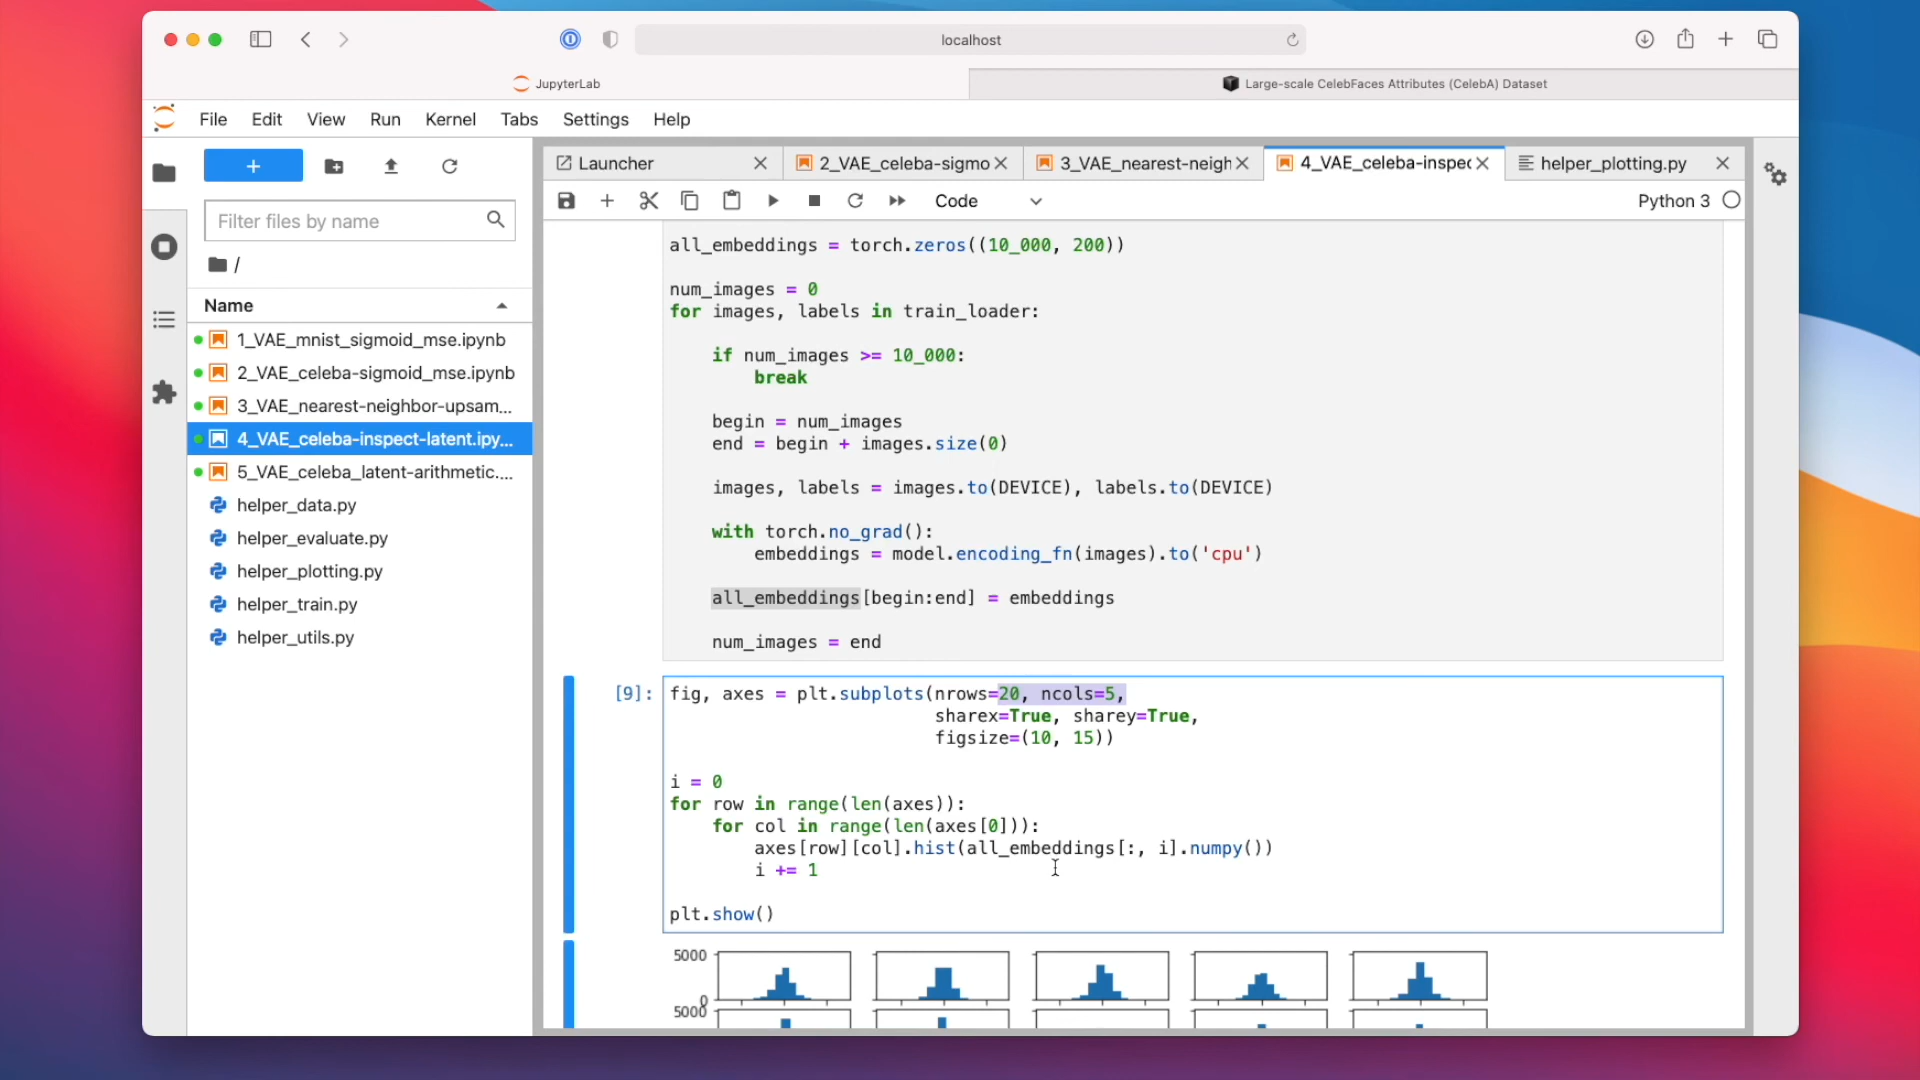 localhost
JupyterLab
Large-scale CelebFaces Attributes (CelebA) Dataset
File Edit View Run Kernel Tabs Settings Help
Launcher
2_VAE_celeba-sigmo
3_VAE_nearest-neigh
4_VAE_celeba-inspec
helper_plotting.py
Code
Python 3
Filter files by name
/
Name
1_VAE_mnist_sigmoid_mse.ipynb
2_VAE_celeba-sigmoid_mse.ipynb
3_VAE_nearest-neighbor-upsam...
4_VAE_celeba-inspect-latent.ipy...
5_VAE_celeba_latent-arithmetic....
helper_data.py
helper_evaluate.py
helper_plotting.py
helper_train.py
helper_utils.py
all_embeddings = torch.zeros((10_000, 200))
num_images = 0
for images, labels in train_loader:
if num_images >= 10_000:
break
begin = num_images
end = begin + images.size(0)
images, labels = images.to(DEVICE), labels.to(DEVICE)
with torch.no_grad():
embeddings = model.encoding_fn(images).to('cpu')
all_embeddings[begin:end] = embeddings
num_images = end
[9]:
fig, axes = plt.subplots(nrows=20, ncols=5,
sharex=True, sharey=True,
figsize=(10, 15))
i = 0
for row in range(len(axes)):
for col in range(len(axes[0])):
axes[row][col].hist(all_embeddings[:, i].numpy())
i += 1
plt.show()
5000
0
5000